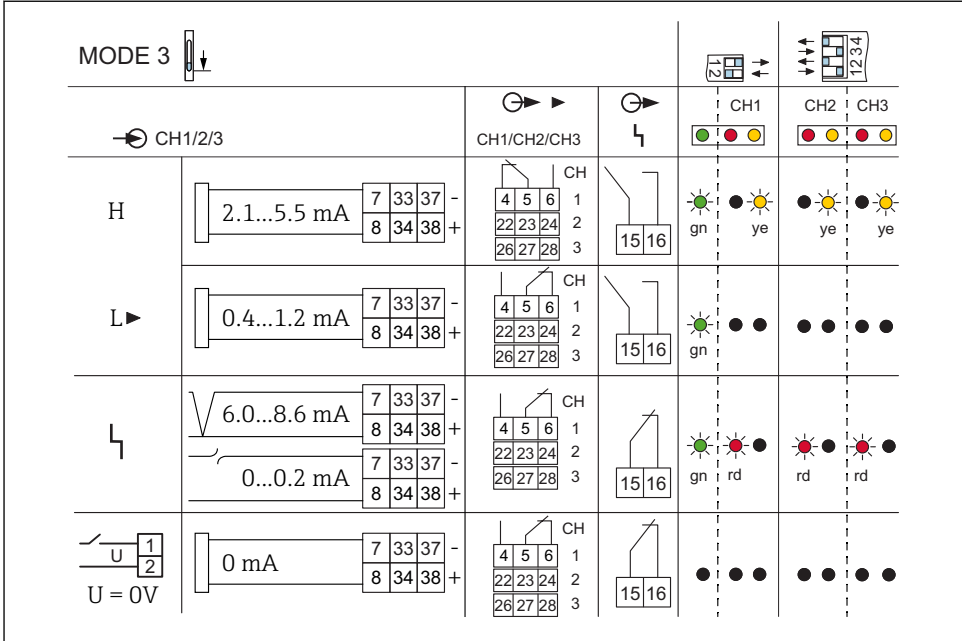 MODE 3
1 2
1 2 3 4
CH1 CH2 CH3
CH1/2/3 CH1/CH2/CH3
H
2.1...5.5 mA
7 33 37 -
8 34 38 +
CH
4 5 6 1
22 23 24 2
26 27 28 3
15 16
gn ye ye ye
L
0.4...1.2 mA
7 33 37 -
8 34 38 +
CH
4 5 6 1
22 23 24 2
26 27 28 3
15 16
gn
6.0...8.6 mA
7 33 37 -
8 34 38 +
0...0.2 mA
7 33 37 -
8 34 38 +
CH
4 5 6 1
22 23 24 2
26 27 28 3
15 16
gn rd rd rd
U
1
2
U = 0V
0 mA
7 33 37 -
8 34 38 +
CH
4 5 6 1
22 23 24 2
26 27 28 3
15 16